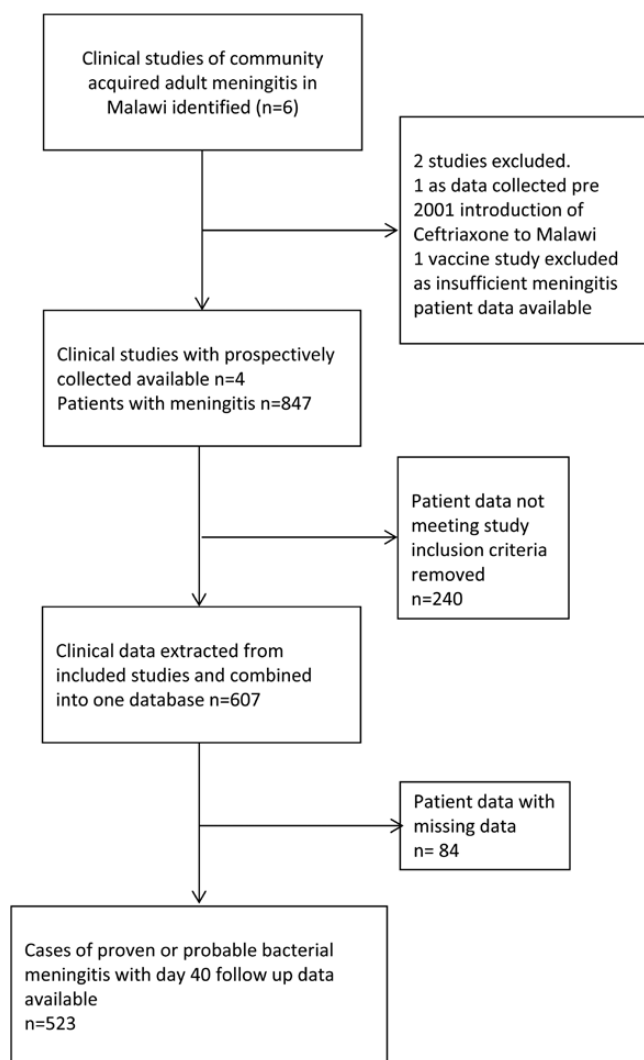 Clinical studies of community
acquired adult meningitis in
Malawi identified (n=6)
2 studies excluded.
1 as data collected pre
2001 introduction of
Ceftriaxone to Malawi
1 vaccine study excluded
as insufficient meningitis
patient data available
Clinical studies with prospectively
collected available n=4
Patients with meningitis n=847
Patient data not
meeting study
inclusion criteria
removed
n=240
Clinical data extracted from
included studies and combined
into one database n=607
Patient data with
missing data
n= 84
Cases of proven or probable bacterial
meningitis with day 40 follow up data
available
n=523